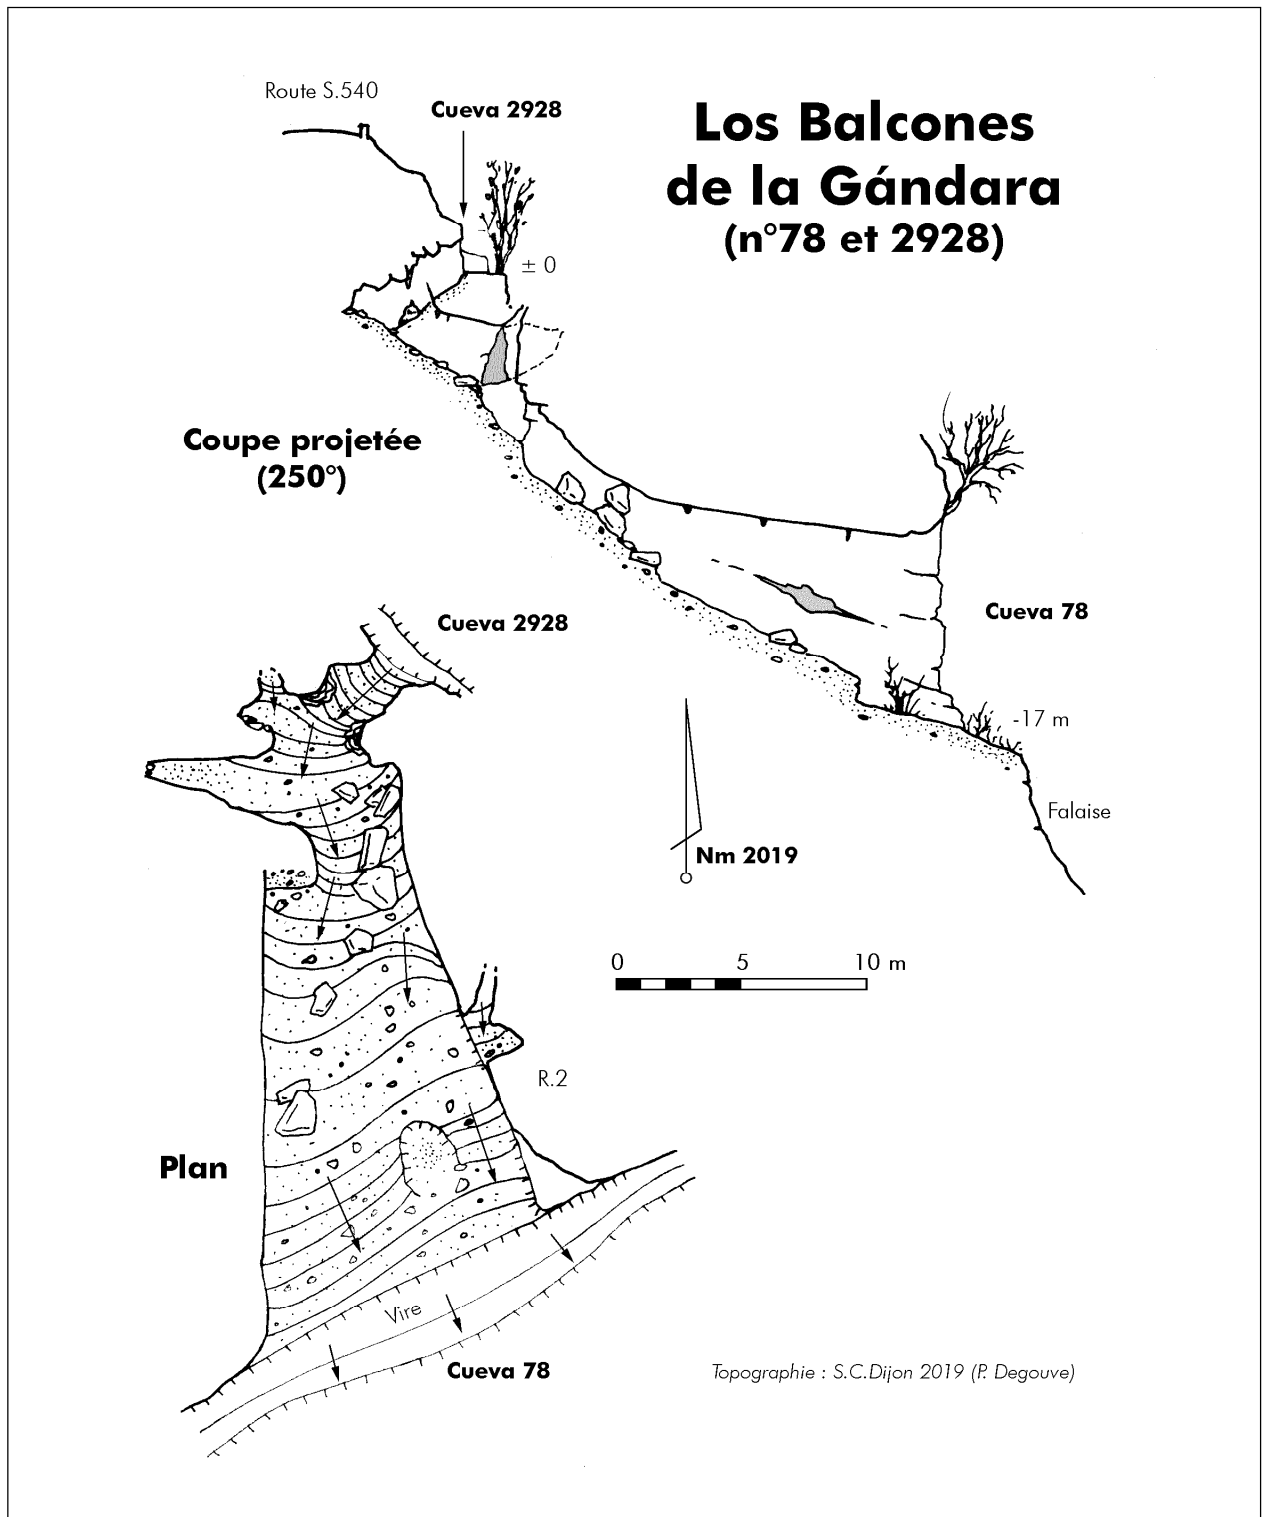 Route S.540
Cueva 2928
Los Balcones
de la Gándara
(n°78 et 2928)
± 0
Coupe projetée
(250°)
Cueva 78
Cueva 2928
-17 m
Falaise
Nm 2019
0 5 10 m
R.2
Plan
Vire
Cueva 78
Topographie : S.C.Dijon 2019 (P. Degouve)